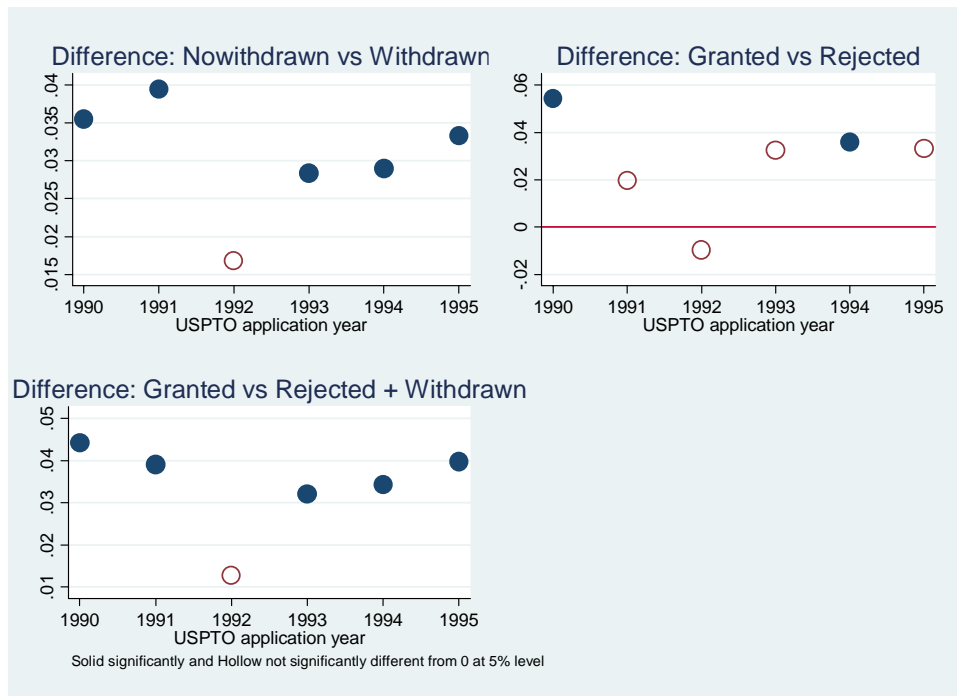 Difference: Nowithdrawn vs Withdrawn
.04
.035
.03
.025
.02
.015
1990 1991 1992 1993 1994 1995
USPTO application year
Difference: Granted vs Rejected
.06
.04
.02
0
-.02
1990 1991 1992 1993 1994 1995
USPTO application year
Difference: Granted vs Rejected + Withdrawn
.05
.04
.03
.02
.01
1990 1991 1992 1993 1994 1995
USPTO application year
Solid significantly and Hollow not significantly different from 0 at 5% level